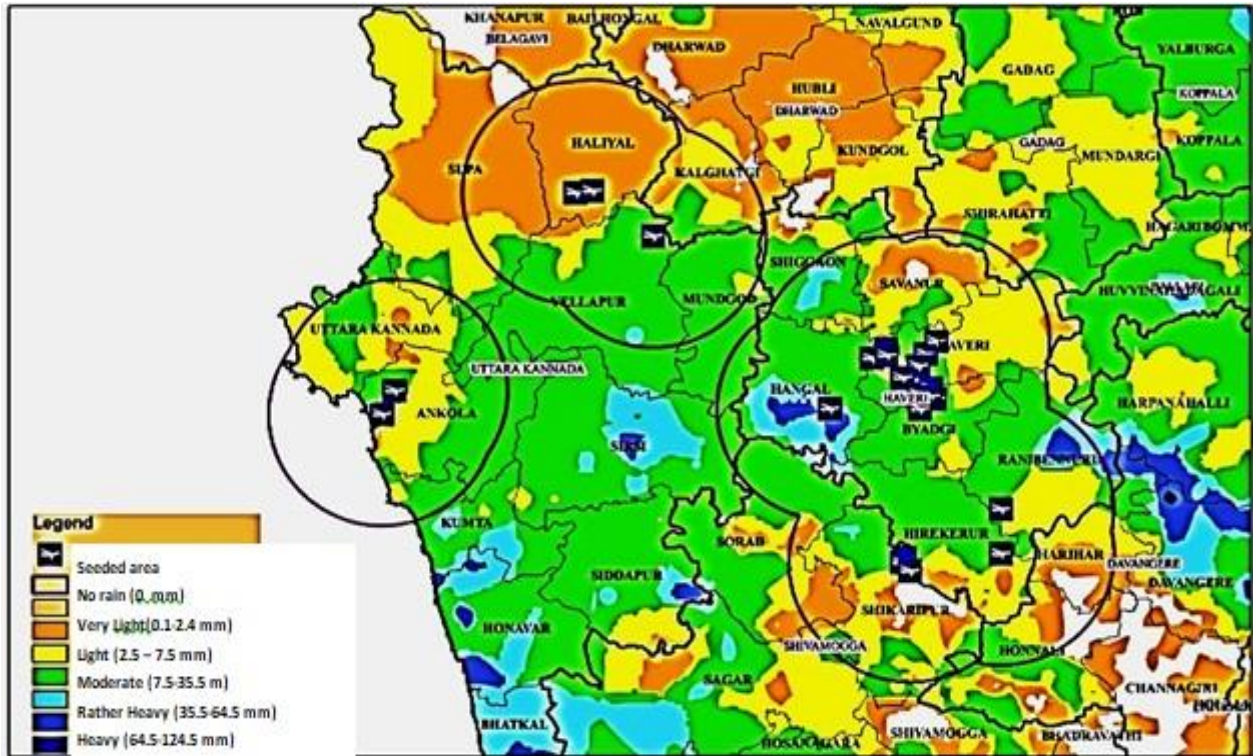 KHANAPUR
BELAGAVI
BAILHONGAL
DHARWAD
NAVALGUND
YALBURGA
GADAG
HUBLI
DHARWAD
KOPPALA
HALIYAL
SUPA
KALGHATGI
KUNDGOL
GADAG
MUNDARGI
KOPPALA
SHIRAHATTI
SHIGGAON
SAVANUR
YELLAPUR
MUNDGOD
UTTARA KANNADA
UTTARA KANNADA
HAVERI
HANGAL
HAVERI
ANKOLA
BYADGI
HARPANAHALLI
SIRSI
RANIBENNURU
KUMTA
SORAB
HIREKERUR
HARIHAR
DAVANGERE
DAVANGERE
SIDDAPUR
SHIKARIPUR
HONAVAR
SHIVAMOGGA
HONNALI
SAGAR
CHANNAGIRI
BHATKAL
SHIVAMOGGA
BHADRAVATHI
HOSANAGARA
Legend
Seeded area
No rain (0 mm)
Very Light(0.1-2.4 mm)
Light (2.5 – 7.5 mm)
Moderate (7.5-35.5 m)
Rather Heavy (35.5-64.5 mm)
Heavy (64.5-124.5 mm)